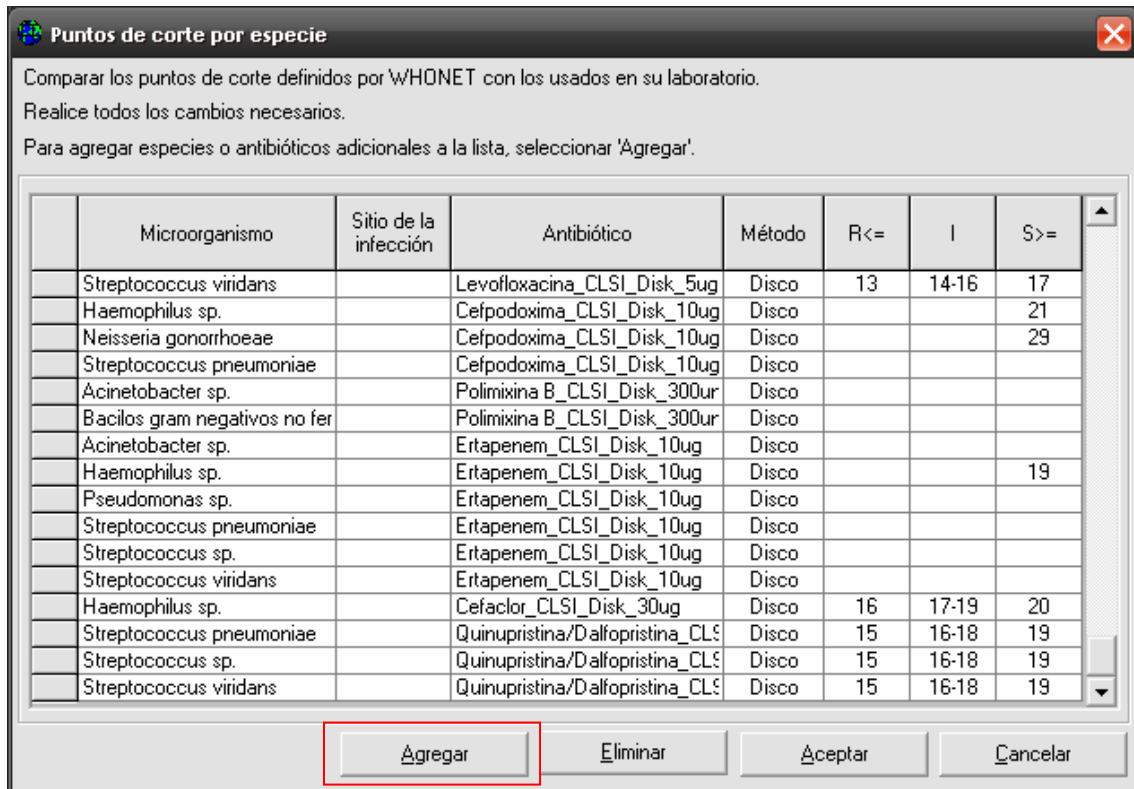 Puntos de corte por especie
Comparar los puntos de corte definidos por WHONET con los usados en su laboratorio.
Realice todos los cambios necesarios.
Para agregar especies o antibióticos adicionales a la lista, seleccionar 'Agregar'.
Microorganismo Sitio de la infección Antibiótico Método R<= I S>=
Streptococcus viridans Levofloxacina_CLSI_Disk_5ug Disco 13 14-16 17
Haemophilus sp. Cefpodoxima_CLSI_Disk_10ug Disco 21
Neisseria gonorrhoeae Cefpodoxima_CLSI_Disk_10ug Disco 29
Streptococcus pneumoniae Cefpodoxima_CLSI_Disk_10ug Disco
Acinetobacter sp. Polimixina B_CLSI_Disk_300ur Disco
Bacilos gram negativos no fer Polimixina B_CLSI_Disk_300ur Disco
Acinetobacter sp. Ertapenem_CLSI_Disk_10ug Disco
Haemophilus sp. Ertapenem_CLSI_Disk_10ug Disco 19
Pseudomonas sp. Ertapenem_CLSI_Disk_10ug Disco
Streptococcus pneumoniae Ertapenem_CLSI_Disk_10ug Disco
Streptococcus sp. Ertapenem_CLSI_Disk_10ug Disco
Streptococcus viridans Ertapenem_CLSI_Disk_10ug Disco
Haemophilus sp. Cefaclor_CLSI_Disk_30ug Disco 16 17-19 20
Streptococcus pneumoniae Quinupristina/Dalfopristina_CLS Disco 15 16-18 19
Streptococcus sp. Quinupristina/Dalfopristina_CLS Disco 15 16-18 19
Streptococcus viridans Quinupristina/Dalfopristina_CLS Disco 15 16-18 19
Agregar Eliminar Aceptar Cancelar